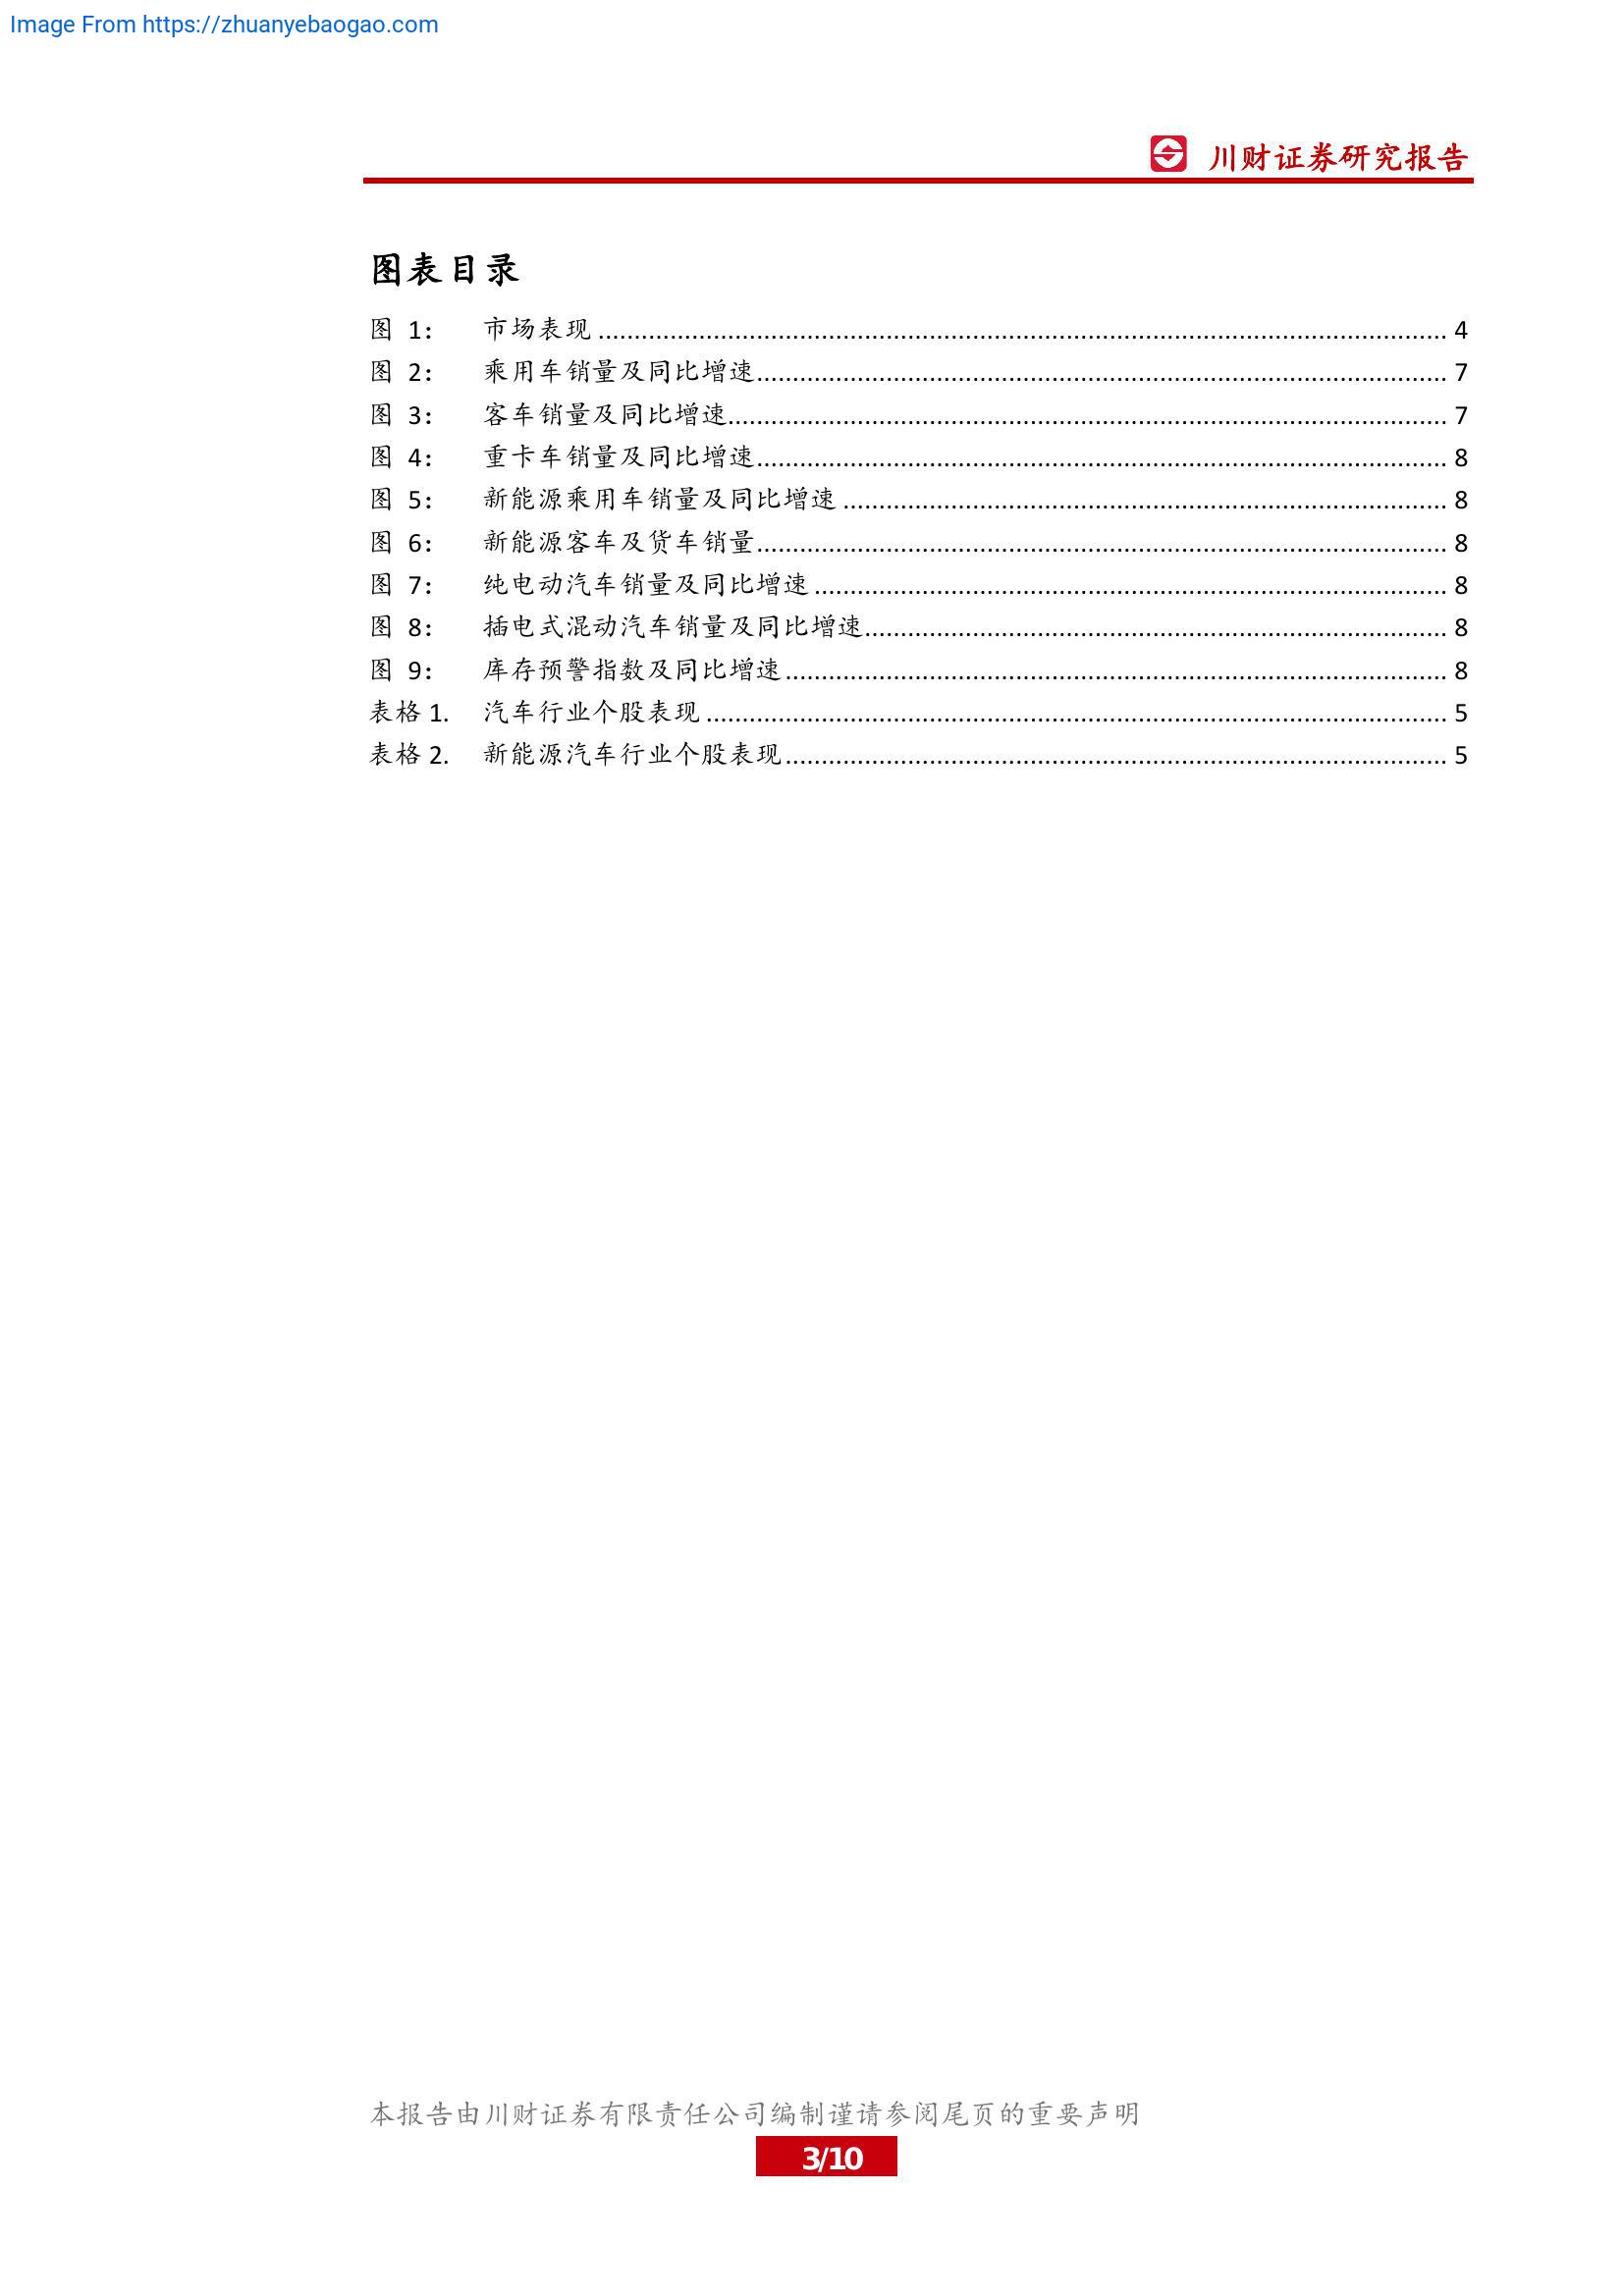 Image From https://zhuanyebaogao.com
川财证券研究报告
图表目录
图 1： 市场表现 ........................................................................................................................ 4
图 2： 乘用车销量及同比增速................................................................................................ 7
图 3： 客车销量及同比增速.................................................................................................... 7
图 4： 重卡车销量及同比增速................................................................................................ 8
图 5： 新能源乘用车销量及同比增速 .................................................................................... 8
图 6： 新能源客车及货车销量................................................................................................ 8
图 7： 纯电动汽车销量及同比增速 ........................................................................................ 8
图 8： 插电式混动汽车销量及同比增速................................................................................. 8
图 9： 库存预警指数及同比增速............................................................................................ 8
表格 1. 汽车行业个股表现 ....................................................................................................... 5
表格 2. 新能源汽车行业个股表现............................................................................................ 5
本报告由川财证券有限责任公司编制谨请参阅尾页的重要声明
3/10